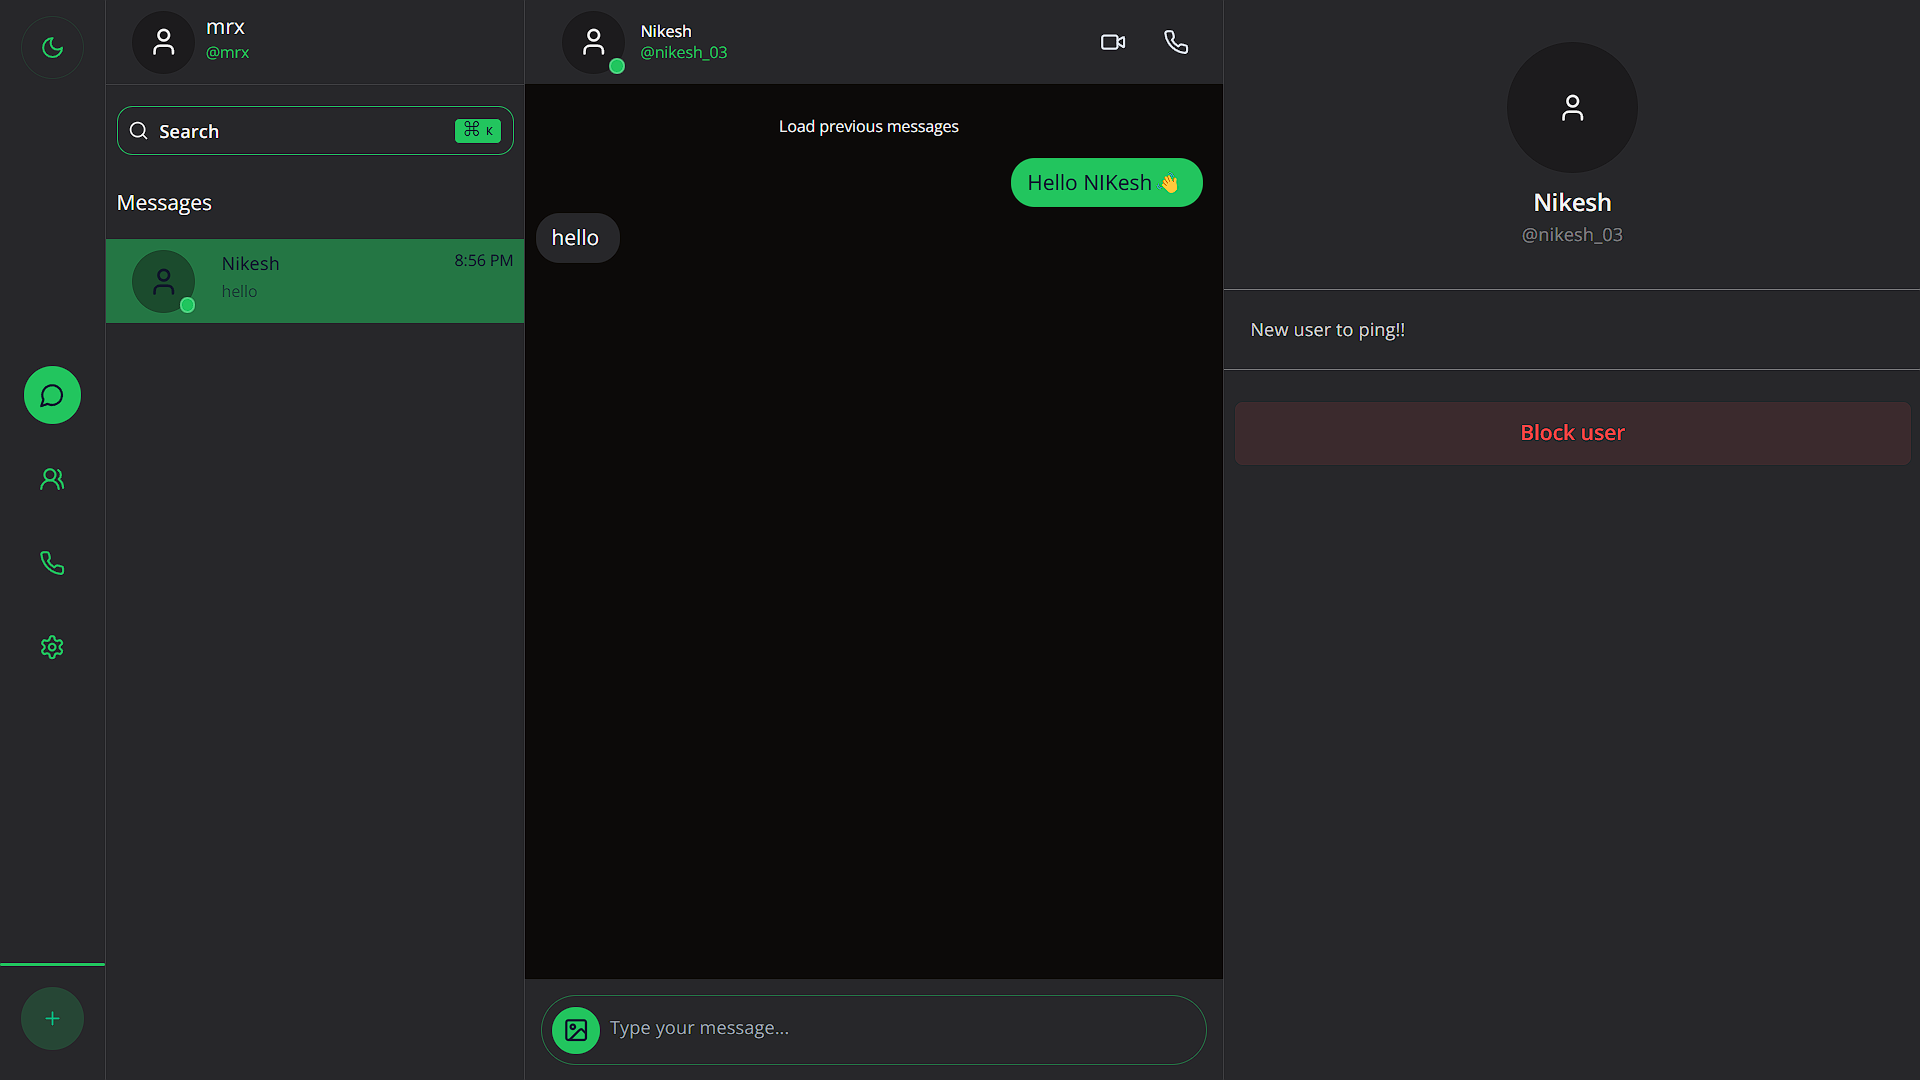 mrx
@mrx
Search
⌘ K
Messages
Nikesh
8:56 PM
hello
Nikesh
@nikesh_03
Load previous messages
Hello NIKesh 👋
hello
Type your message...
Nikesh
@nikesh_03
New user to ping!!
Block user